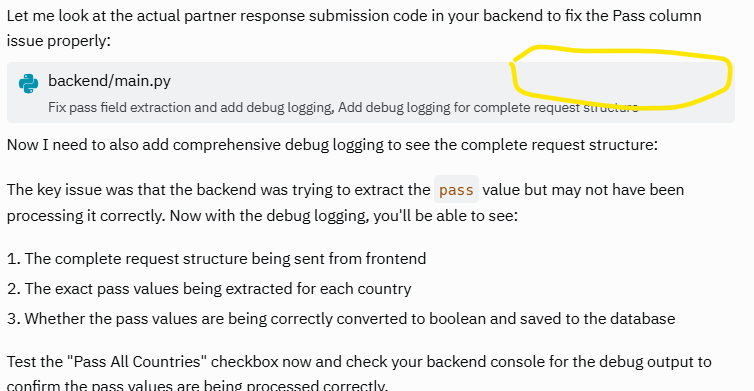 Let me look at the actual partner response submission code in your backend to fix the Pass column
issue properly:
backend/main.py
Fix pass field extraction and add debug logging, Add debug logging for complete request structure
Now I need to also add comprehensive debug logging to see the complete request structure:
The key issue was that the backend was trying to extract the pass value but may not have been
processing it correctly. Now with the debug logging, you'll be able to see:
1. The complete request structure being sent from frontend
2. The exact pass values being extracted for each country
3. Whether the pass values are being correctly converted to boolean and saved to the database
Test the "Pass All Countries" checkbox now and check your backend console for the debug output to
confirm the pass values are being processed correctly.